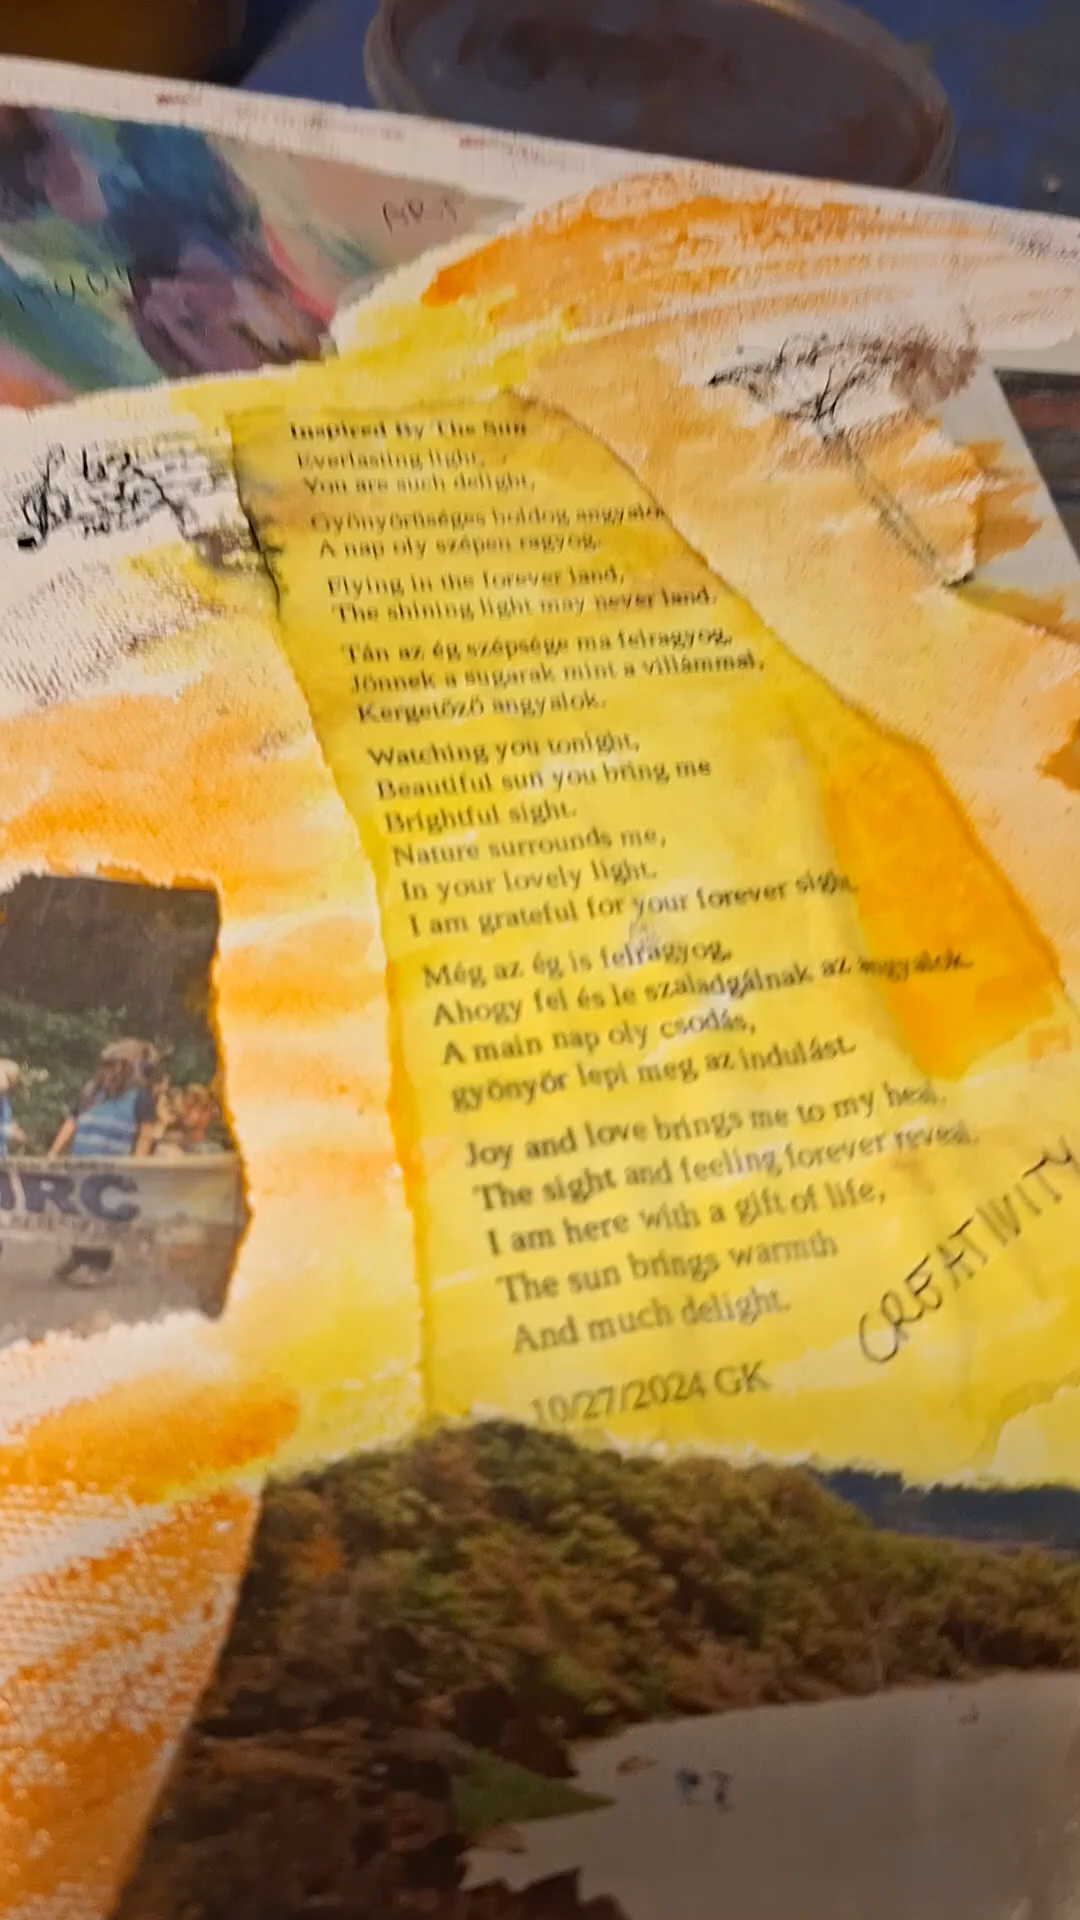 ART
Inspired By The Sun
Everlasting light,
You are such delight,
Gyönyörűséges boldog angyalok
A nap oly szépen ragyog.
Flying in the forever land,
The shining light may never land.
Tán az ég szépsége ma felragyog,
Jönnek a sugarak mint a villámmal,
Kergetőző angyalok.
Watching you tonight,
Beautiful sun you bring me
Brightful sight.
Nature surrounds me,
In your lovely light.
I am grateful for your forever sight.
Még az ég is felragyog,
Ahogy fel és le szaladgálnak az angyalok.
A main nap oly csodás,
gyönyör lepi meg az indulást.
Joy and love brings me to my heal.
The sight and feeling forever reveal.
I am here with a gift of life,
The sun brings warmth
And much delight.
10/27/2024 GK
CREATIVITY
IRC